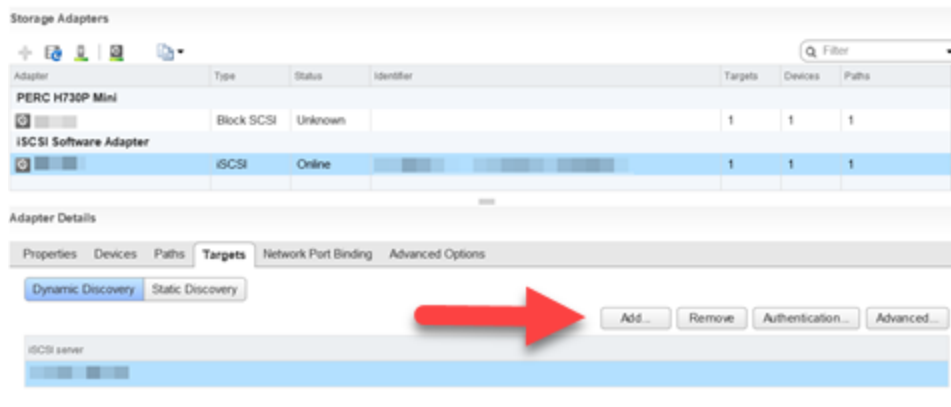 Storage Adapters
Filter
Adapter Type Status Identifier Targets Devices Paths
PERC H730P Mini
Block SCSI Unknown 1 1 1
iSCSI Software Adapter
iSCSI Online 1 1 1
Adapter Details
Properties Devices Paths Targets Network Port Binding Advanced Options
Dynamic Discovery Static Discovery
Add... Remove Authentication... Advanced...
iSCSI server